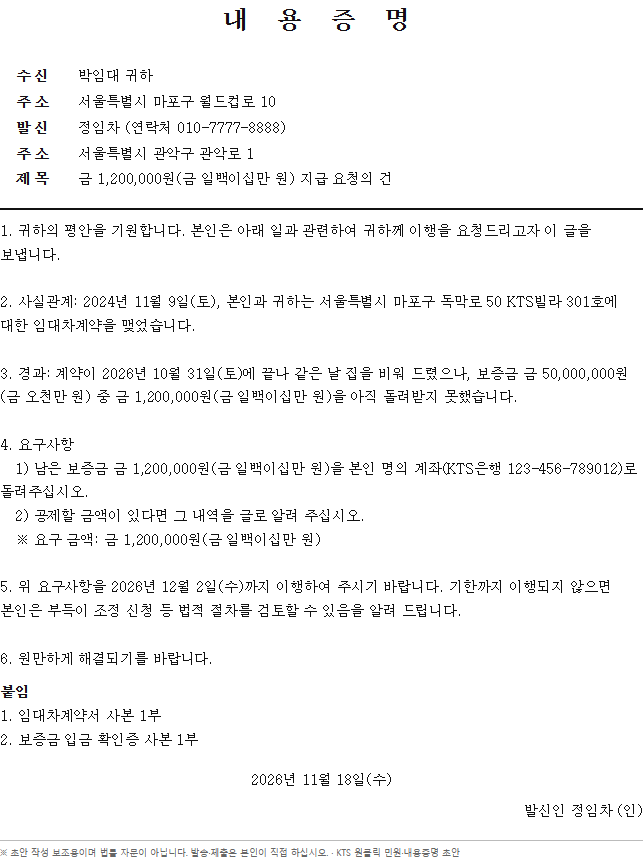 내 용 증 명
수 신 박임대 귀하
주 소 서울특별시 마포구 월드컵로 10
발 신 정임차 (연락처 010-7777-8888)
주 소 서울특별시 관악구 관악로 1
제 목 금 1,200,000원(금 일백이십만 원) 지급 요청의 건
1. 귀하의 평안을 기원합니다. 본인은 아래 일과 관련하여 귀하께 이행을 요청드리고자 이 글을
보냅니다.
2. 사실관계: 2024년 11월 9일(토), 본인과 귀하는 서울특별시 마포구 독막로 50 KTS빌라 301호에
대한 임대차계약을 맺었습니다.
3. 경과: 계약이 2026년 10월 31일(토)에 끝나 같은 날 집을 비워 드렸으나, 보증금 금 50,000,000원
(금 오천만 원) 중 금 1,200,000원(금 일백이십만 원)을 아직 돌려받지 못했습니다.
4. 요구사항
1) 남은 보증금 금 1,200,000원(금 일백이십만 원)을 본인 명의 계좌(KTS은행 123-456-789012)로
돌려주십시오.
2) 공제할 금액이 있다면 그 내역을 글로 알려 주십시오.
※ 요구 금액: 금 1,200,000원(금 일백이십만 원)
5. 위 요구사항을 2026년 12월 2일(수)까지 이행하여 주시기 바랍니다. 기한까지 이행되지 않으면
본인은 부득이 조정 신청 등 법적 절차를 검토할 수 있음을 알려 드립니다.
6. 원만하게 해결되기를 바랍니다.
붙임
1. 임대차계약서 사본 1부
2. 보증금 입금 확인증 사본 1부
2026년 11월 18일(수)
발신인 정임차 (인)
※ 초안 작성 보조용이며 법률 자문이 아닙니다. 발송·제출은 본인이 직접 하십시오. · KTS 원클릭 민원·내용증명 초안